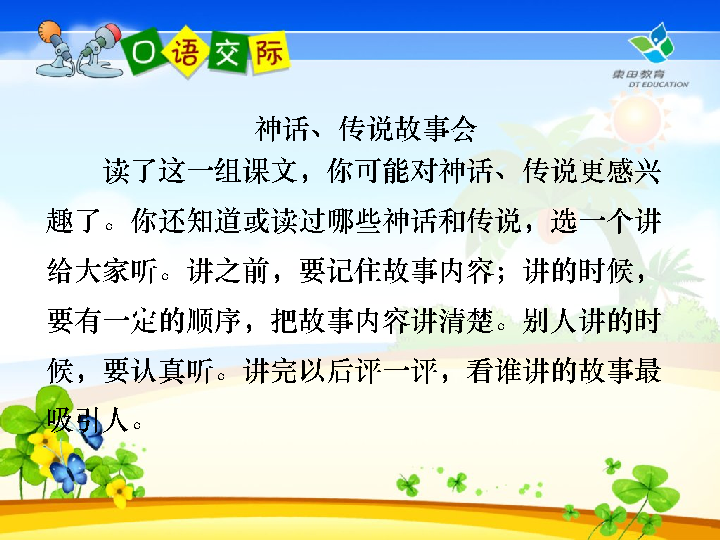 口语交际
東田教育
DT EDUCATION
神话、传说故事会
读了这一组课文，你可能对神话、传说更感兴
趣了。你还知道或读过哪些神话和传说，选一个讲
给大家听。讲之前，要记住故事内容；讲的时候，
要有一定的顺序，把故事内容讲清楚。别人讲的时
候，要认真听。讲完以后评一评，看谁讲的故事最
吸引人。